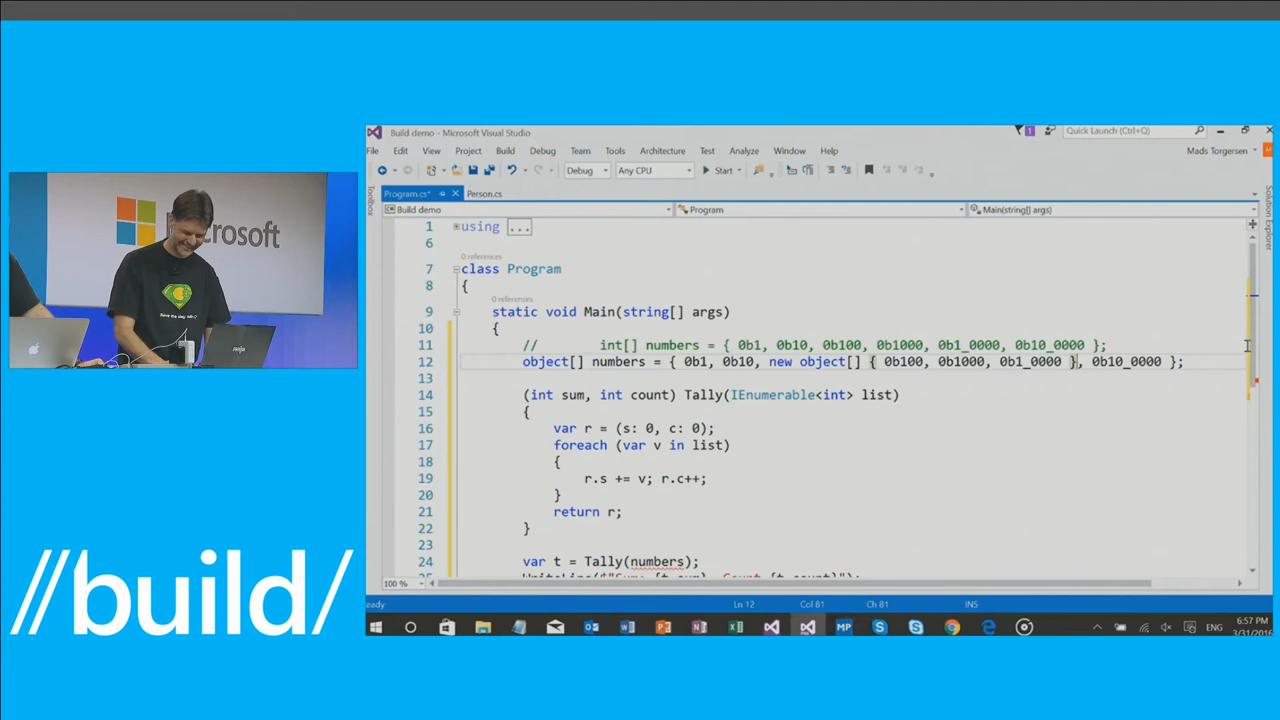 Build demo - Microsoft Visual Studio
Quick Launch (Ctrl+Q)
File Edit View Project Build Debug Team Tools Architecture Test Analyze Window Help
Mads Torgersen
Debug Any CPU Start
Program.cs* Person.cs
Build demo Program Main(string[] args)
Toolbox
Solution Explorer
1 using ...
6
0 references
7 class Program
8 {
0 references
9 static void Main(string[] args)
10 {
11 // int[] numbers = { 0b1, 0b10, 0b100, 0b1000, 0b1_0000, 0b10_0000 };
12 object[] numbers = { 0b1, 0b10, new object[] { 0b100, 0b1000, 0b1_0000 }, 0b10_0000 };
13
14 (int sum, int count) Tally(IEnumerable<int> list)
15 {
16 var r = (s: 0, c: 0);
17 foreach (var v in list)
18 {
19 r.s += v; r.c++;
20 }
21 return r;
22 }
23
24 var t = Tally(numbers);
100 %
Ln 12 Col 81 Ch 81 INS
ENG
6:57 PM
3/31/2016
//build/